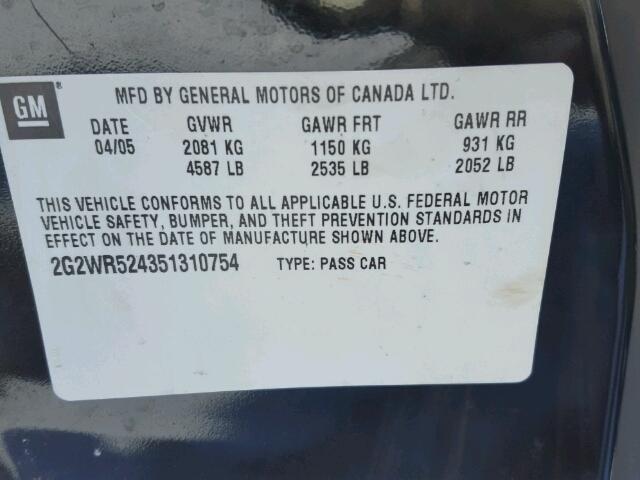 GM ®
MFD BY GENERAL MOTORS OF CANADA LTD.
DATE GVWR GAWR FRT GAWR RR
04/05 2081 KG 1150 KG 931 KG
4587 LB 2535 LB 2052 LB
THIS VEHICLE CONFORMS TO ALL APPLICABLE U.S. FEDERAL MOTOR
VEHICLE SAFETY, BUMPER, AND THEFT PREVENTION STANDARDS IN
EFFECT ON THE DATE OF MANUFACTURE SHOWN ABOVE.
2G2WR524351310754 TYPE: PASS CAR